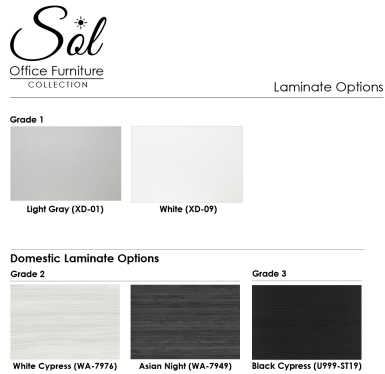 Sol
Office Furniture
COLLECTION
Laminate Options
Grade 1
Light Gray (XD-01)
White (XD-09)
Domestic Laminate Options
Grade 2
Grade 3
White Cypress (WA-7976)
Asian Night (WA-7949)
Black Cypress (U999-ST19)